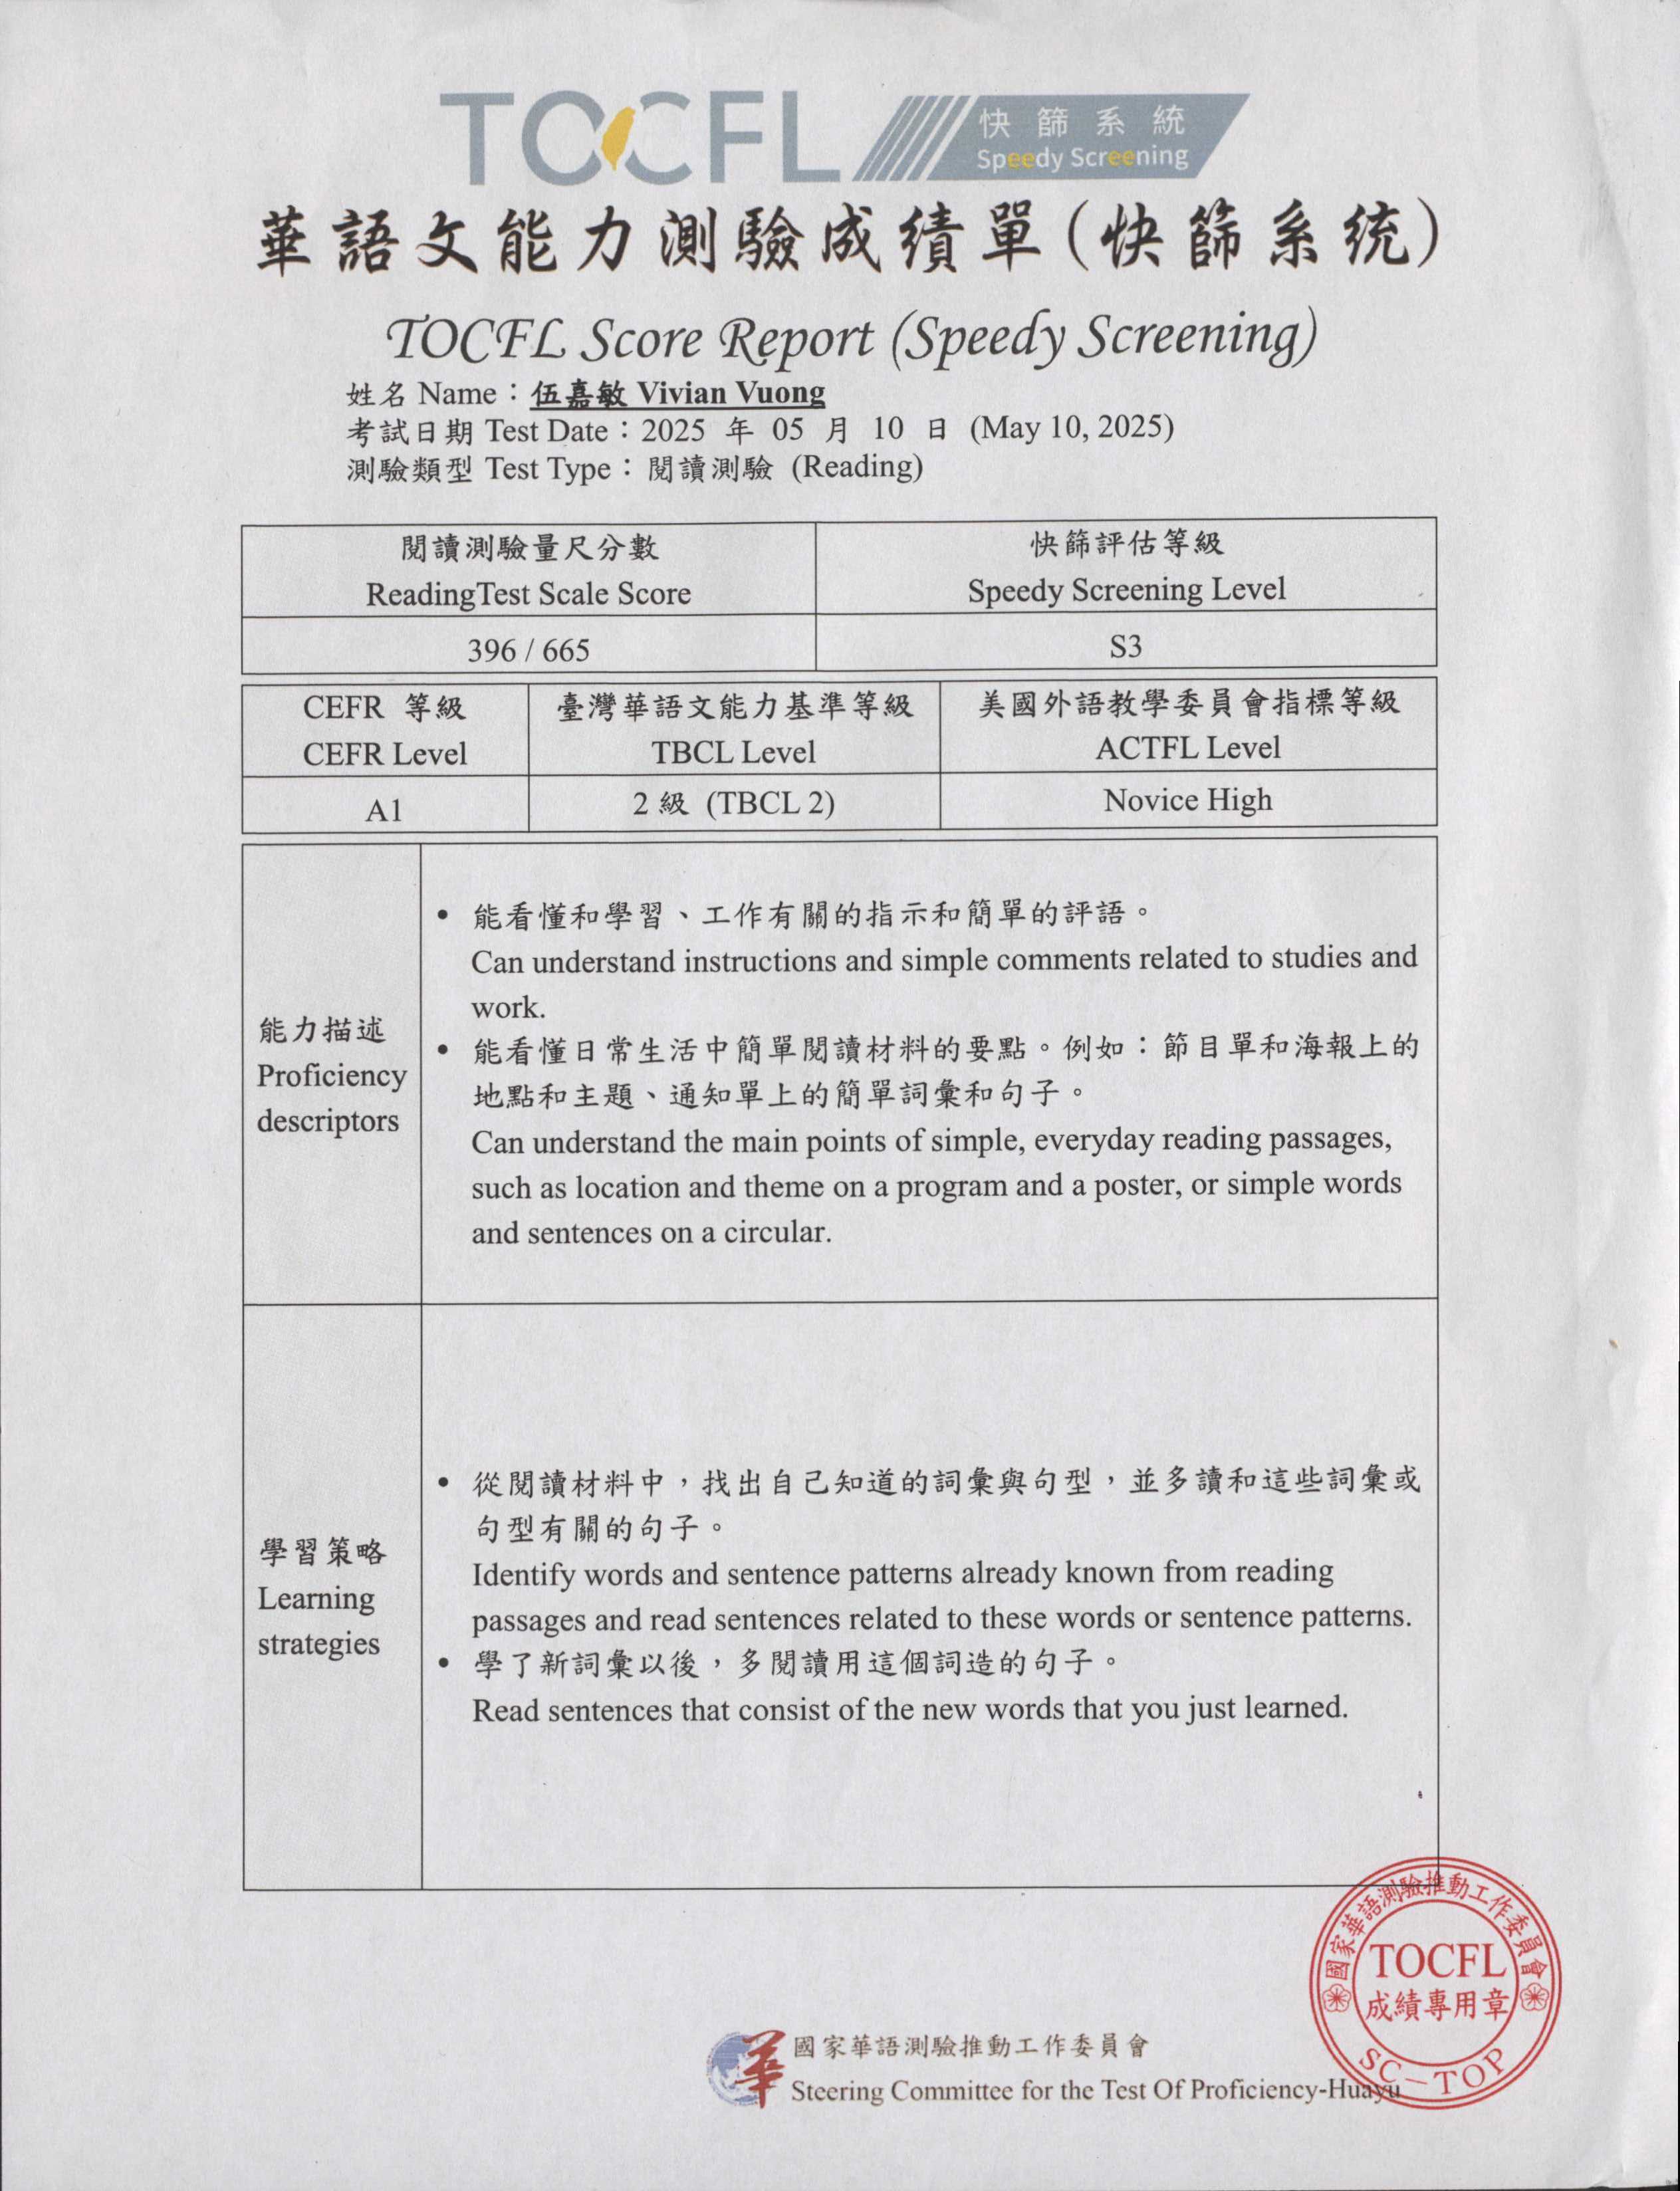 TOCFL 快篩系統
Speedy Screening
華語文能力測驗成績單(快篩系統)
TOCFL Score Report (Speedy Screening)
姓名 Name：伍嘉敏 Vivian Vuong
考試日期 Test Date：2025 年 05 月 10 日 (May 10, 2025)
測驗類型 Test Type：閱讀測驗 (Reading)
閱讀測驗量尺分數
ReadingTest Scale Score
快篩評估等級
Speedy Screening Level
396 / 665
S3
CEFR 等級
CEFR Level
臺灣華語文能力基準等級
TBCL Level
美國外語教學委員會指標等級
ACTFL Level
A1
2 級 (TBCL 2)
Novice High
能力描述
Proficiency
descriptors
• 能看懂和學習、工作有關的指示和簡單的評語。
Can understand instructions and simple comments related to studies and
work.
• 能看懂日常生活中簡單閱讀材料的要點。例如：節目單和海報上的
地點和主題、通知單上的簡單詞彙和句子。
Can understand the main points of simple, everyday reading passages,
such as location and theme on a program and a poster, or simple words
and sentences on a circular.
學習策略
Learning
strategies
• 從閱讀材料中，找出自己知道的詞彙與句型，並多讀和這些詞彙或
句型有關的句子。
Identify words and sentence patterns already known from reading
passages and read sentences related to these words or sentence patterns.
• 學了新詞彙以後，多閱讀用這個詞造的句子。
Read sentences that consist of the new words that you just learned.
國家華語測驗推動工作委員會
TOCFL
成績專用章
SC－TOP
華
國家華語測驗推動工作委員會
Steering Committee for the Test Of Proficiency-Huayu